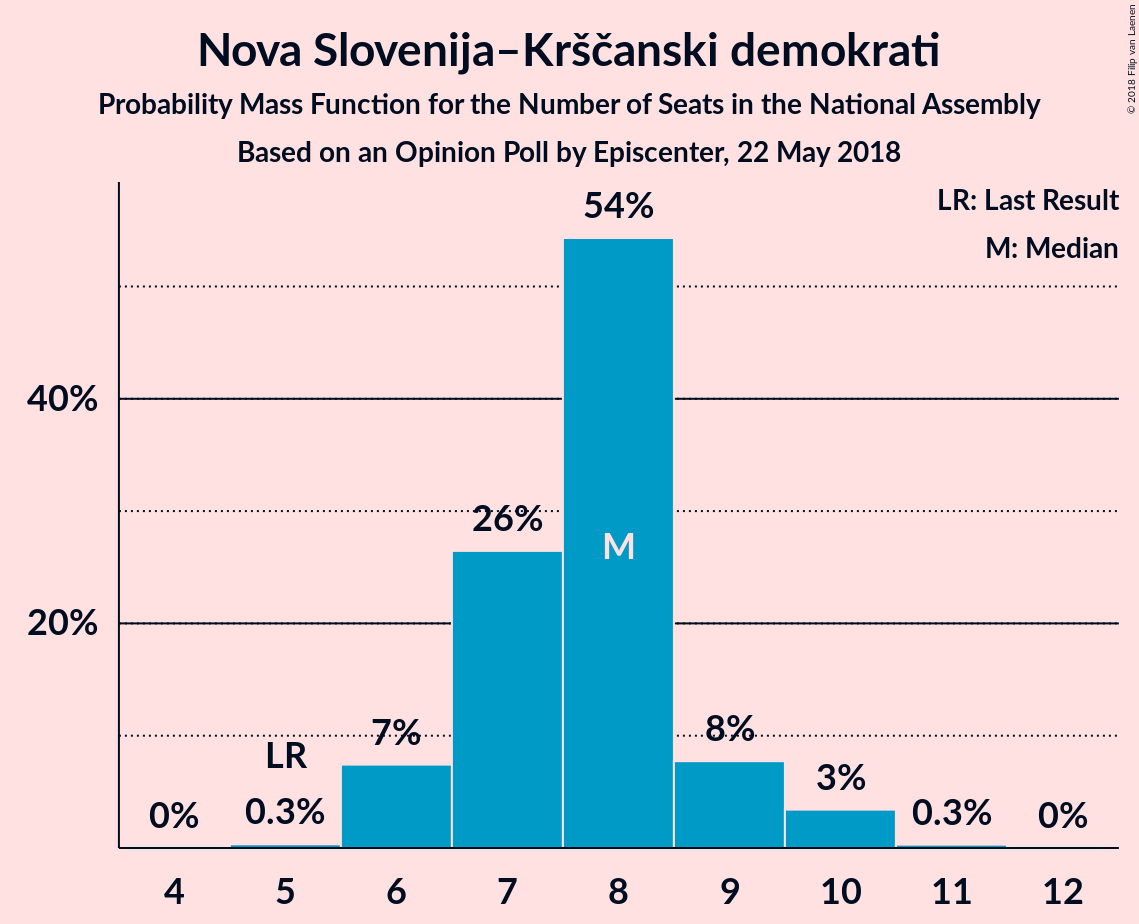 Nova Slovenija–Krščanski demokrati
Probability Mass Function for the Number of Seats in the National Assembly
Based on an Opinion Poll by Episcenter, 22 May 2018
© 2018 Filip van Laenen
LR: Last Result
M: Median
54%
40%
26%
M
20%
7%
8%
LR
3%
0%
0.3%
0.3%
0%
4 5 6 7 8 9 10 11 12